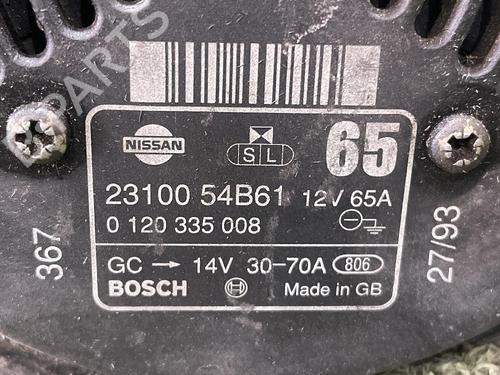 B-PARTS
NISSAN
S L
65
23100 54B61 12V 65A
0 120 335 008
GC → 14V 30-70A 806
BOSCH Made in GB
367
27/93